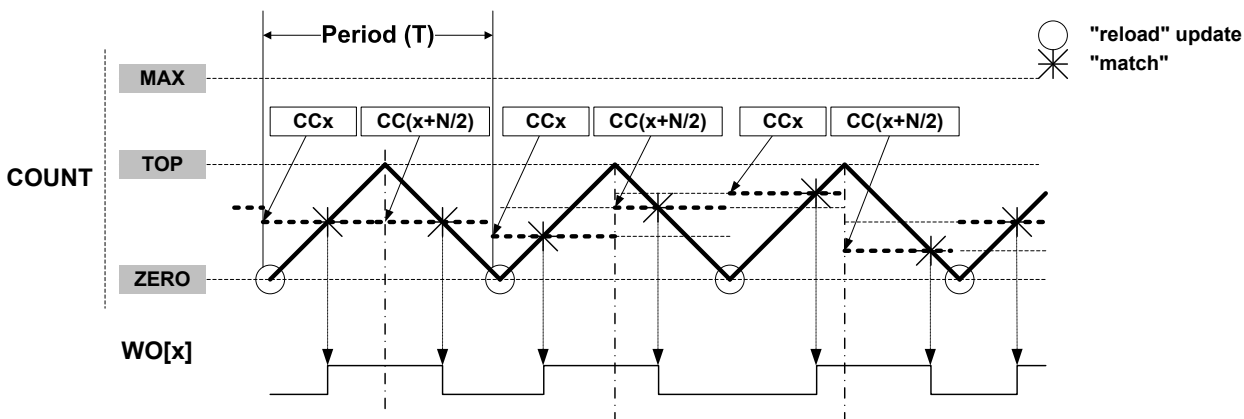 Period (T)
"reload" update
"match"
MAX
CCx
CC(x+N/2)
CCx
CC(x+N/2)
CCx
CC(x+N/2)
COUNT
TOP
ZERO
WO[x]